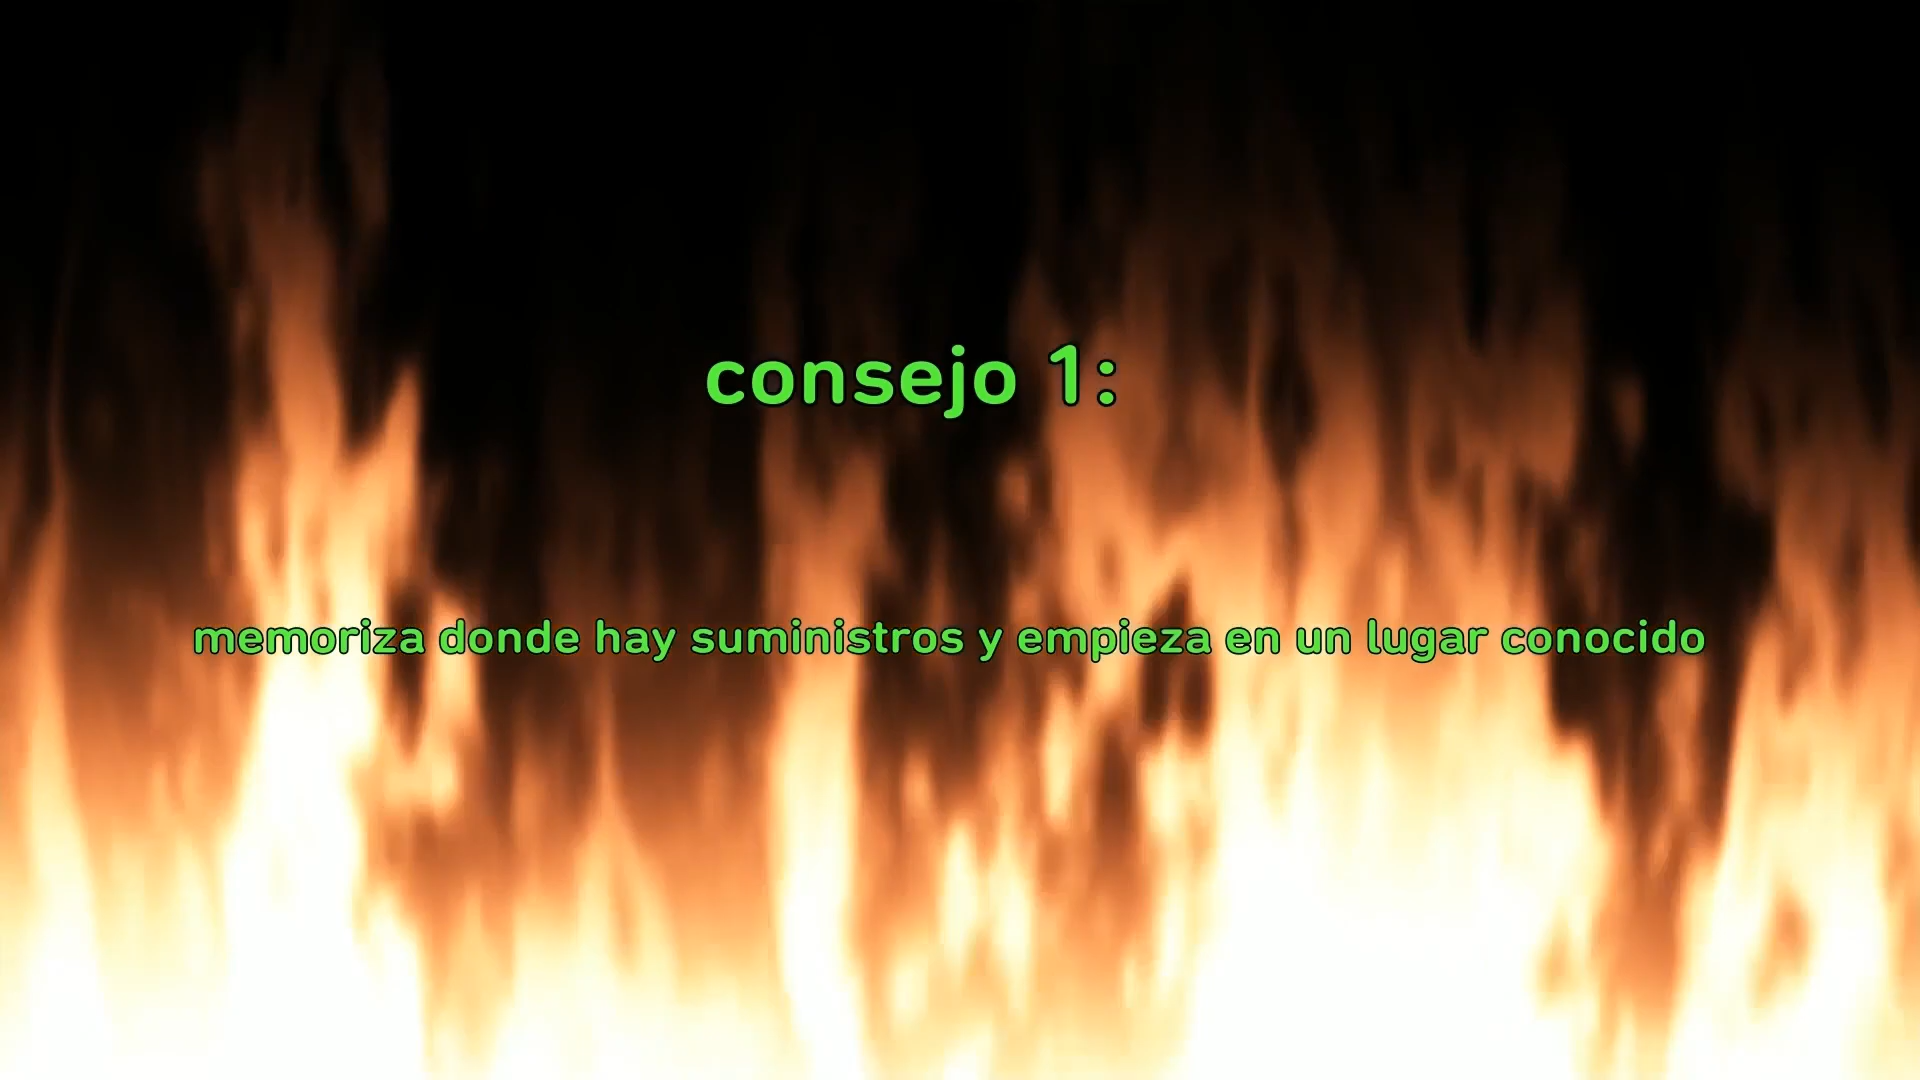 consejo 1:
memoriza donde hay suministros y empieza en un lugar conocido